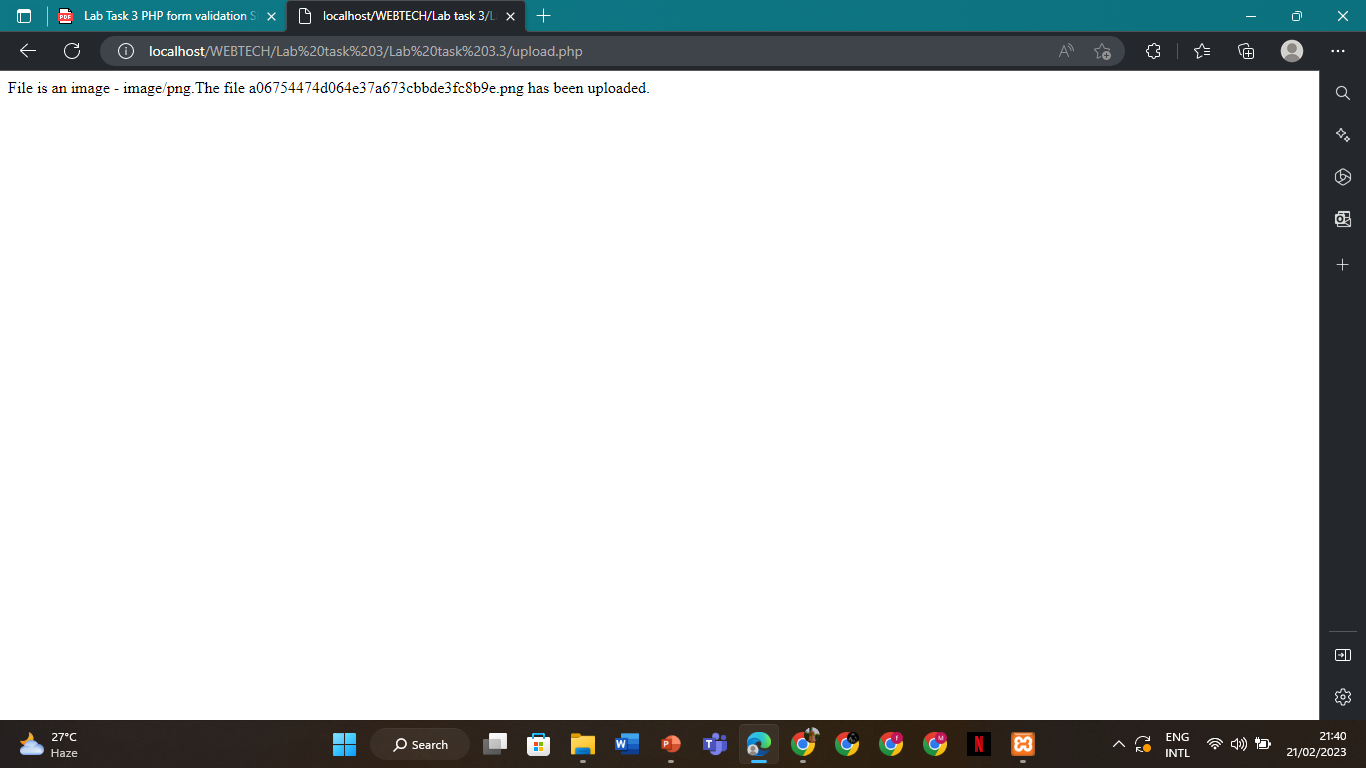 Lab Task 3 PHP form validation S
localhost/WEBTECH/Lab task 3/L
localhost/WEBTECH/Lab%20task%203/Lab%20task%203.3/upload.php
File is an image - image/png.The file a06754474d064e37a673cbbde3fc8b9e.png has been uploaded.
27°C
Haze
Search
ENG
INTL
21:40
21/02/2023